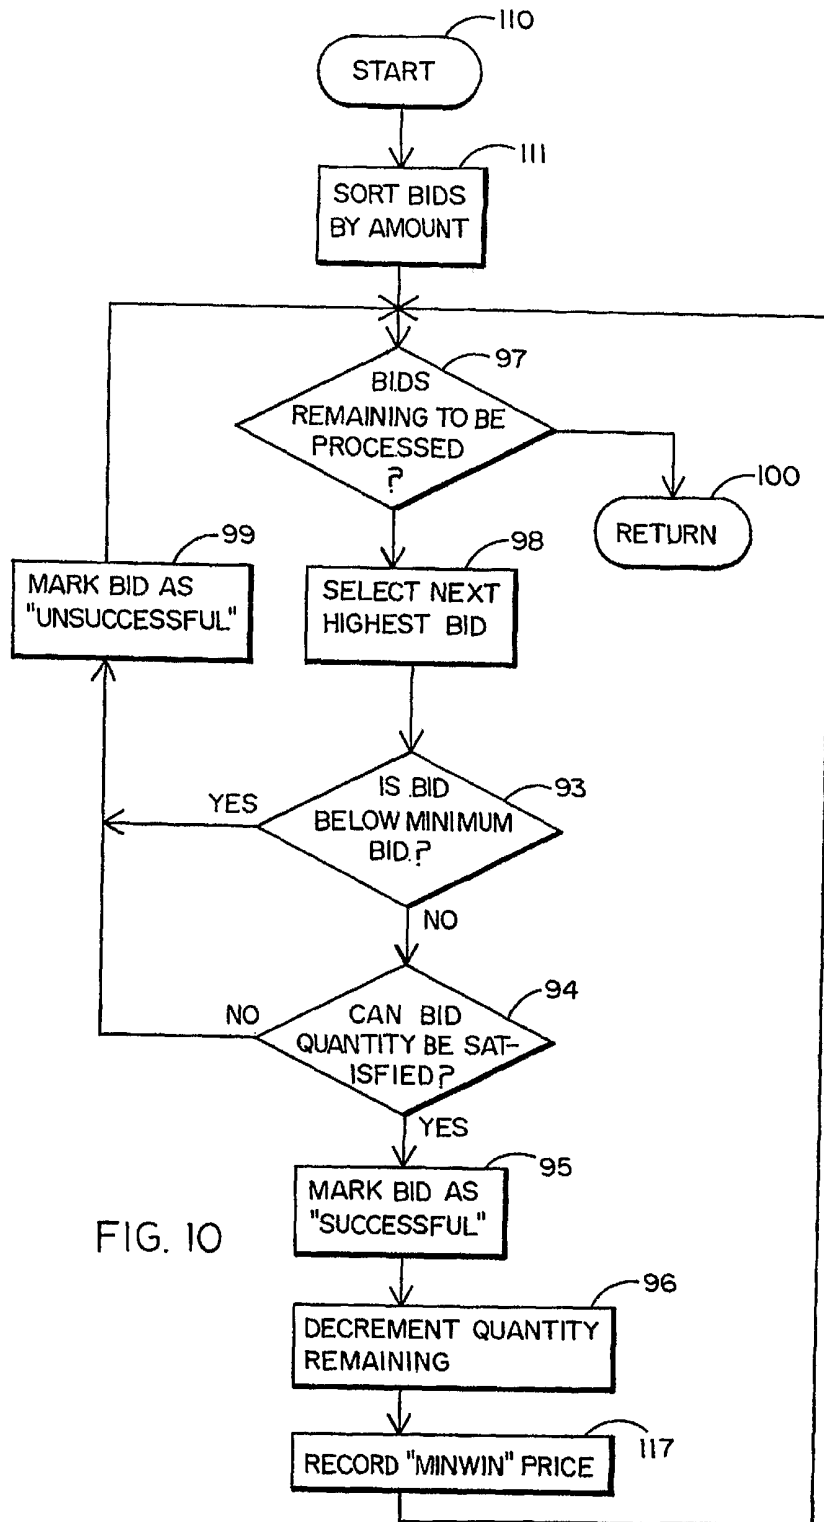 110
START
111
SORT BIDS
BY AMOUNT
97
BIDS
REMAINING TO BE
PROCESSED
?
100
RETURN
99
MARK BID AS
"UNSUCCESSFUL"
98
SELECT NEXT
HIGHEST BID
93
YES
IS BID
BELOW MINIMUM
BID.?
NO
94
NO
CAN BID
QUANTITY BE SAT-
ISFIED?
YES
95
MARK BID AS
"SUCCESSFUL"
FIG. 10
96
DECREMENT QUANTITY
REMAINING
117
RECORD "MINWIN" PRICE